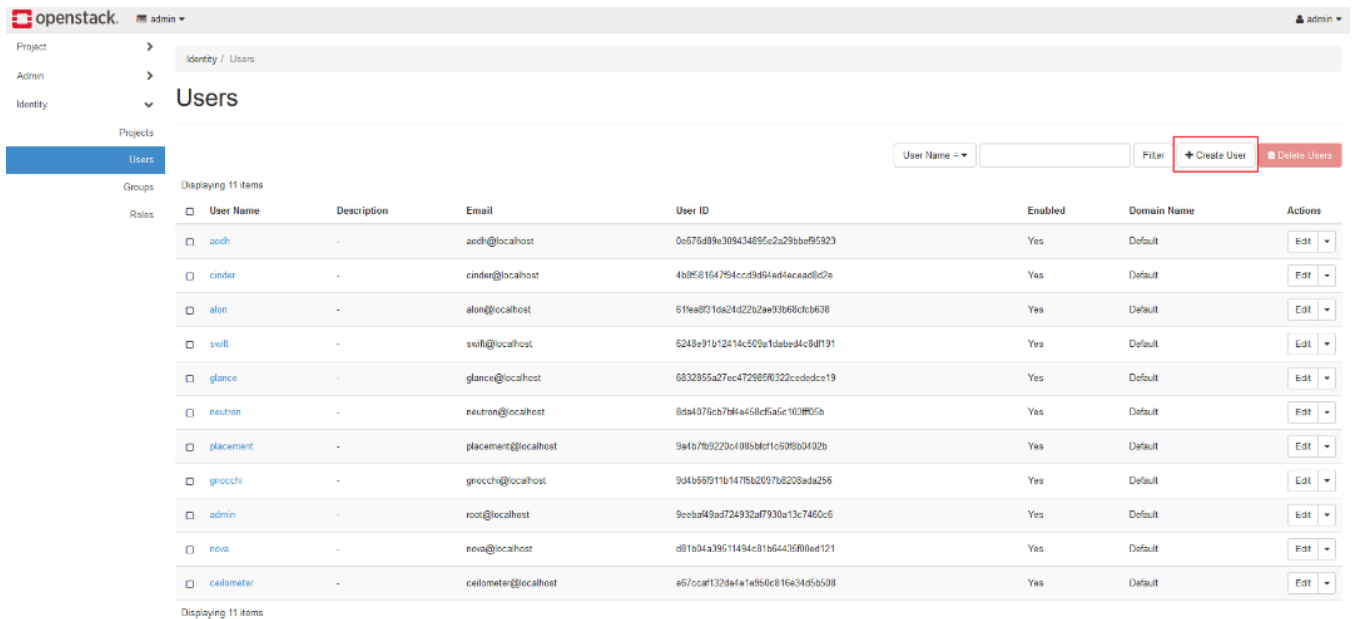 openstack. admin admin
Project
Admin
Identity
Projects
Users
Groups
Roles
Identity / Users
Users
User Name = Filter + Create User Delete Users
Displaying 11 items
User Name Description Email User ID Enabled Domain Name Actions
aodh - aodh@localhost 0e676d89e309434895c2a29bbef95923 Yes Default Edit
cinder - cinder@localhost 4b8f581647f94ccd9d64ed4ecead8d2e Yes Default Edit
alon - alon@localhost 61fea8f31da24d22b2ae93b68cfcb638 Yes Default Edit
swift - swift@localhost 6248e91b12414c509a1dabed4c8df191 Yes Default Edit
glance - glance@localhost 6832855a27ec472985f0322cededce19 Yes Default Edit
neutron - neutron@localhost 8da4076cb7bf4e458cf5a5c103fff05b Yes Default Edit
placement - placement@localhost 9a4b7fb9220c4085bfcf1c60f8b0402b Yes Default Edit
gnocchi - gnocchi@localhost 9d4b66f911b147f5b2097b8208ada256 Yes Default Edit
admin - root@localhost 9eebaf49ad724932af7930a13c7460c6 Yes Default Edit
nova - nova@localhost d81b04a39511494c81b64435f00ed121 Yes Default Edit
ceilometer - ceilometer@localhost e67ccaf132de4e1e950c816e34d5b508 Yes Default Edit
Displaying 11 items